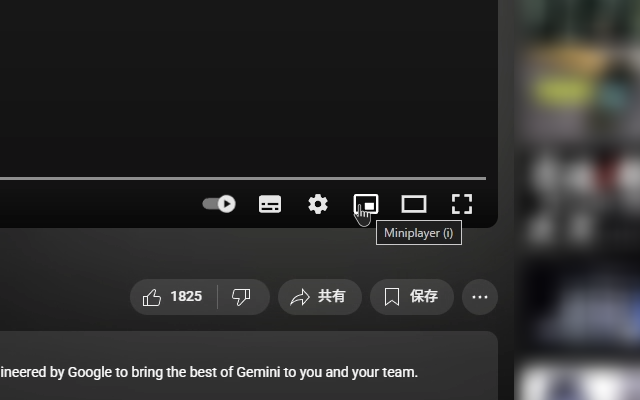 Miniplayer (i)
1825
共有
保存
ineered by Google to bring the best of Gemini to you and your team.